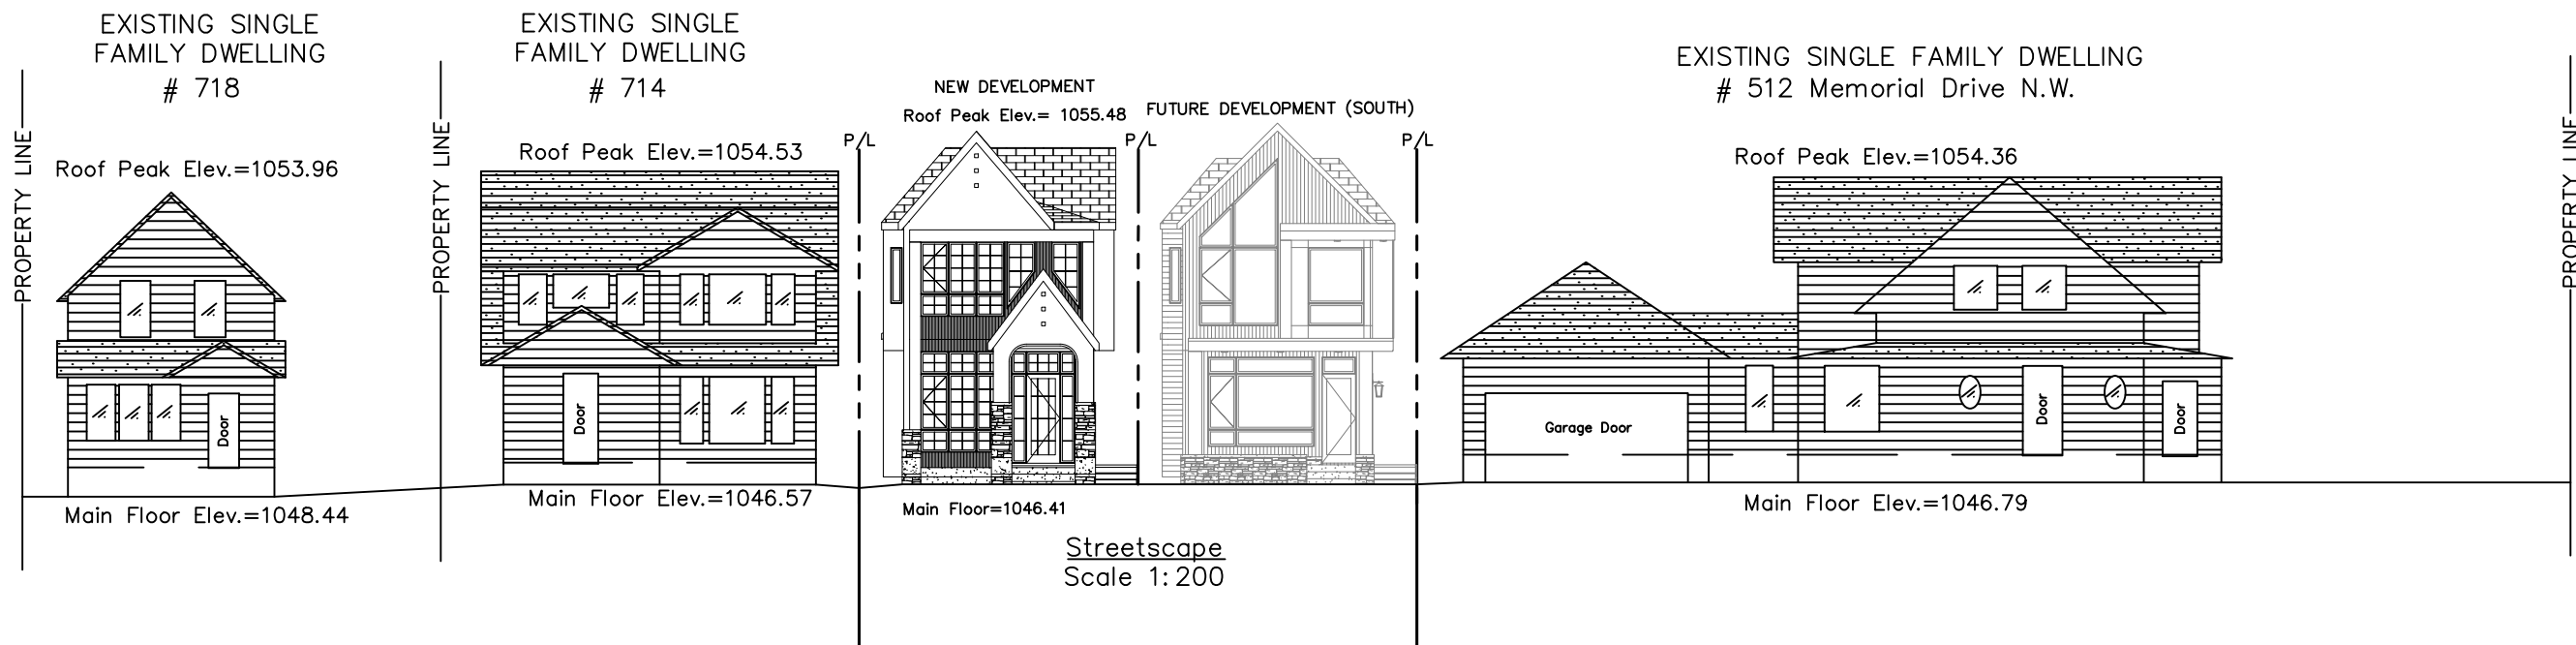 EXISTING SINGLE
FAMILY DWELLING
# 718
PROPERTY LINE
Roof Peak Elev.=1053.96
Door
Main Floor Elev.=1048.44
PROPERTY LINE
EXISTING SINGLE
FAMILY DWELLING
# 714
Roof Peak Elev.=1054.53
Door
Main Floor Elev.=1046.57
P/L
NEW DEVELOPMENT
Roof Peak Elev.= 1055.48
Main Floor=1046.41
P/L
FUTURE DEVELOPMENT (SOUTH)
P/L
EXISTING SINGLE FAMILY DWELLING
# 512 Memorial Drive N.W.
Roof Peak Elev.=1054.36
Garage Door
Door
Door
Main Floor Elev.=1046.79
PROPERTY LINE
Streetscape
Scale 1:200